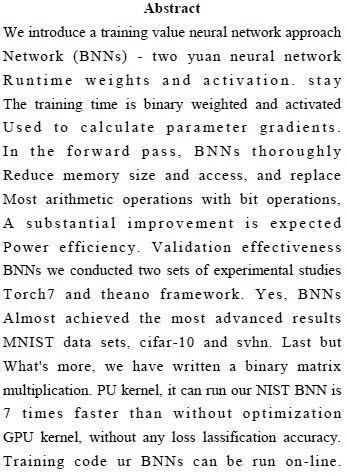 Abstract
We introduce a training value neural network approach
Network (BNNs) - two yuan neural network
Runtime weights and activation. stay
The training time is binary weighted and activated
Used to calculate parameter gradients.
In the forward pass, BNNs thoroughly
Reduce memory size and access, and replace
Most arithmetic operations with bit operations,
A substantial improvement is expected
Power efficiency. Validation effectiveness
BNNs we conducted two sets of experimental studies
Torch7 and theano framework. Yes, BNNs
Almost achieved the most advanced results
MNIST data sets, cifar-10 and svhn. Last but
What's more, we have written a binary matrix
multiplication. PU kernel, it can run our NIST BNN is
7 times faster than without optimization
GPU kernel, without any loss lassification accuracy.
Training code ur BNNs can be run on-line.